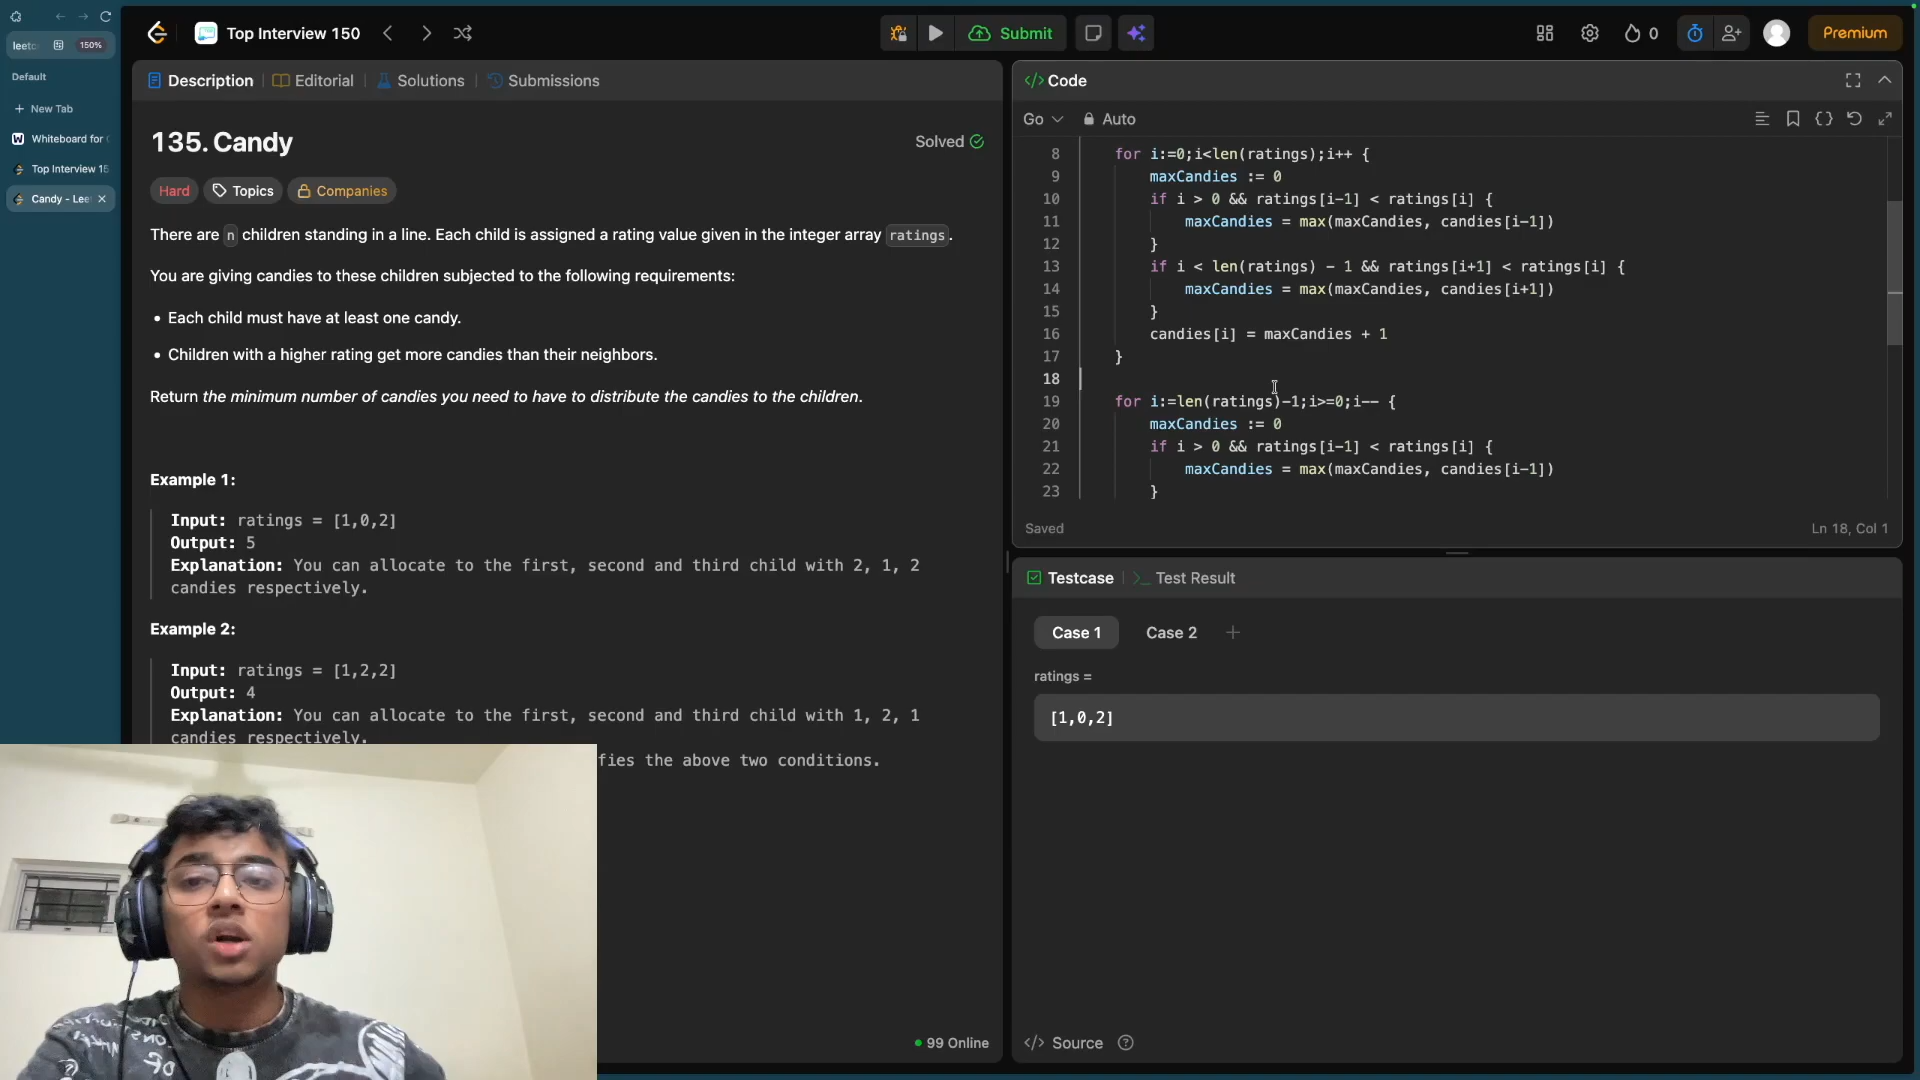 leetc 150%
Default
+ New Tab
Whiteboard for
Top Interview 15
Candy - Lee
Top Interview 150
Submit
0
Premium
Description
Editorial
Solutions
Submissions
135. Candy
Solved
Hard
Topics
Companies
There are n children standing in a line. Each child is assigned a rating value given in the integer array ratings.
You are giving candies to these children subjected to the following requirements:
• Each child must have at least one candy.
• Children with a higher rating get more candies than their neighbors.
Return the minimum number of candies you need to have to distribute the candies to the children.
Example 1:
Input: ratings = [1,0,2]
Output: 5
Explanation: You can allocate to the first, second and third child with 2, 1, 2
candies respectively.
Example 2:
Input: ratings = [1,2,2]
Output: 4
Explanation: You can allocate to the first, second and third child with 1, 2, 1
candies respectively.
fies the above two conditions.
99 Online
</> Code
Go
Auto
8 for i:=0;i<len(ratings);i++ {
9 maxCandies := 0
10 if i > 0 && ratings[i-1] < ratings[i] {
11 maxCandies = max(maxCandies, candies[i-1])
12 }
13 if i < len(ratings) - 1 && ratings[i+1] < ratings[i] {
14 maxCandies = max(maxCandies, candies[i+1])
15 }
16 candies[i] = maxCandies + 1
17 }
18
19 for i:=len(ratings)-1;i>=0;i-- {
20 maxCandies := 0
21 if i > 0 && ratings[i-1] < ratings[i] {
22 maxCandies = max(maxCandies, candies[i-1])
23 }
Saved
Ln 18, Col 1
Testcase
>_ Test Result
Case 1
Case 2
+
ratings =
[1,0,2]
</> Source